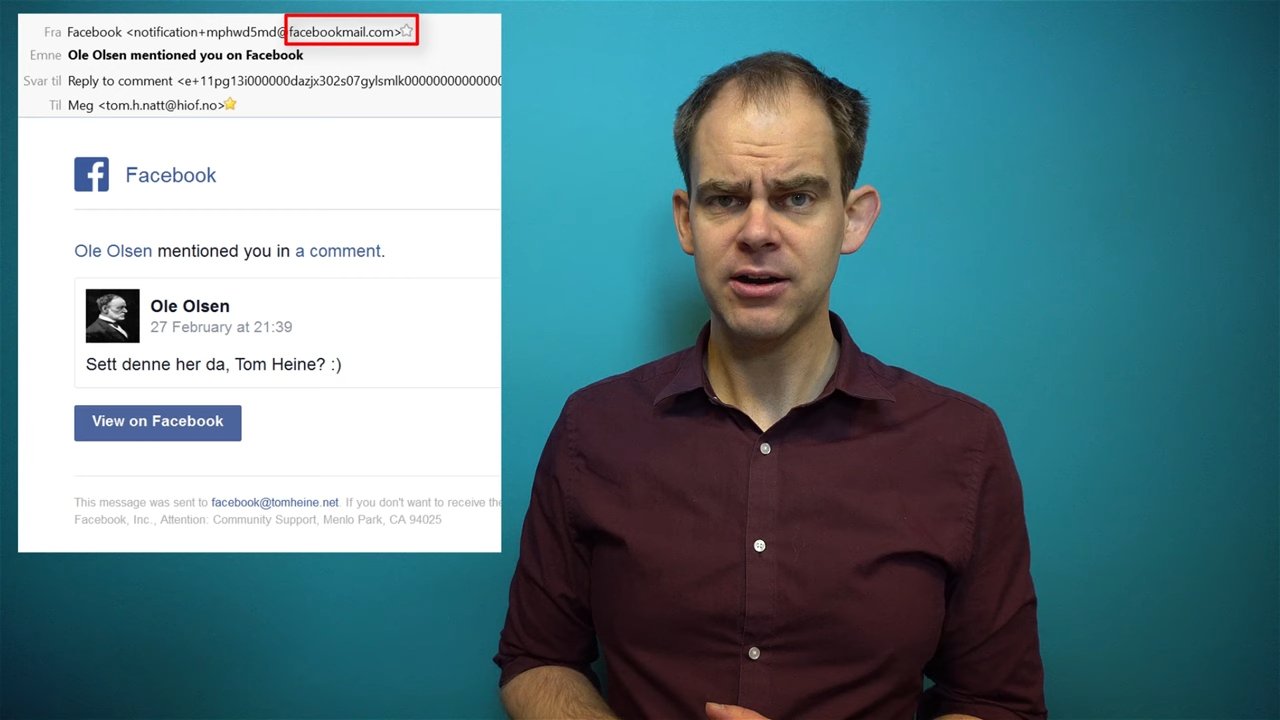 Fra Facebook <notification+mphwd5md@facebookmail.com>
Emne Ole Olsen mentioned you on Facebook
Svar til Reply to comment <e+11pg13i000000dazjx302s07gylsmlk0000000000000
Til Meg <tom.h.natt@hiof.no>
Facebook
Ole Olsen mentioned you in a comment.
Ole Olsen
27 February at 21:39
Sett denne her da, Tom Heine? :)
View on Facebook
This message was sent to facebook@tomheine.net. If you don't want to receive the
Facebook, Inc., Attention: Community Support, Menlo Park, CA 94025